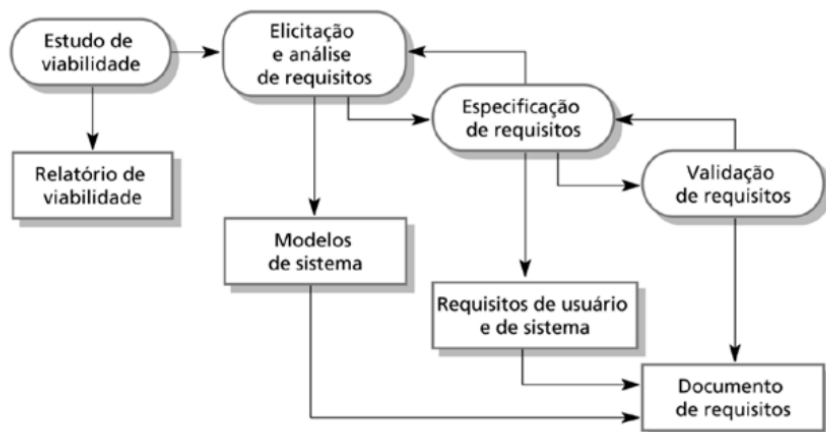 Estudo de
viabilidade
Elicitação
e análise
de requisitos
Especificação
de requisitos
Validação
de requisitos
Relatório de
viabilidade
Modelos
de sistema
Requisitos de usuário
e de sistema
Documento
de requisitos